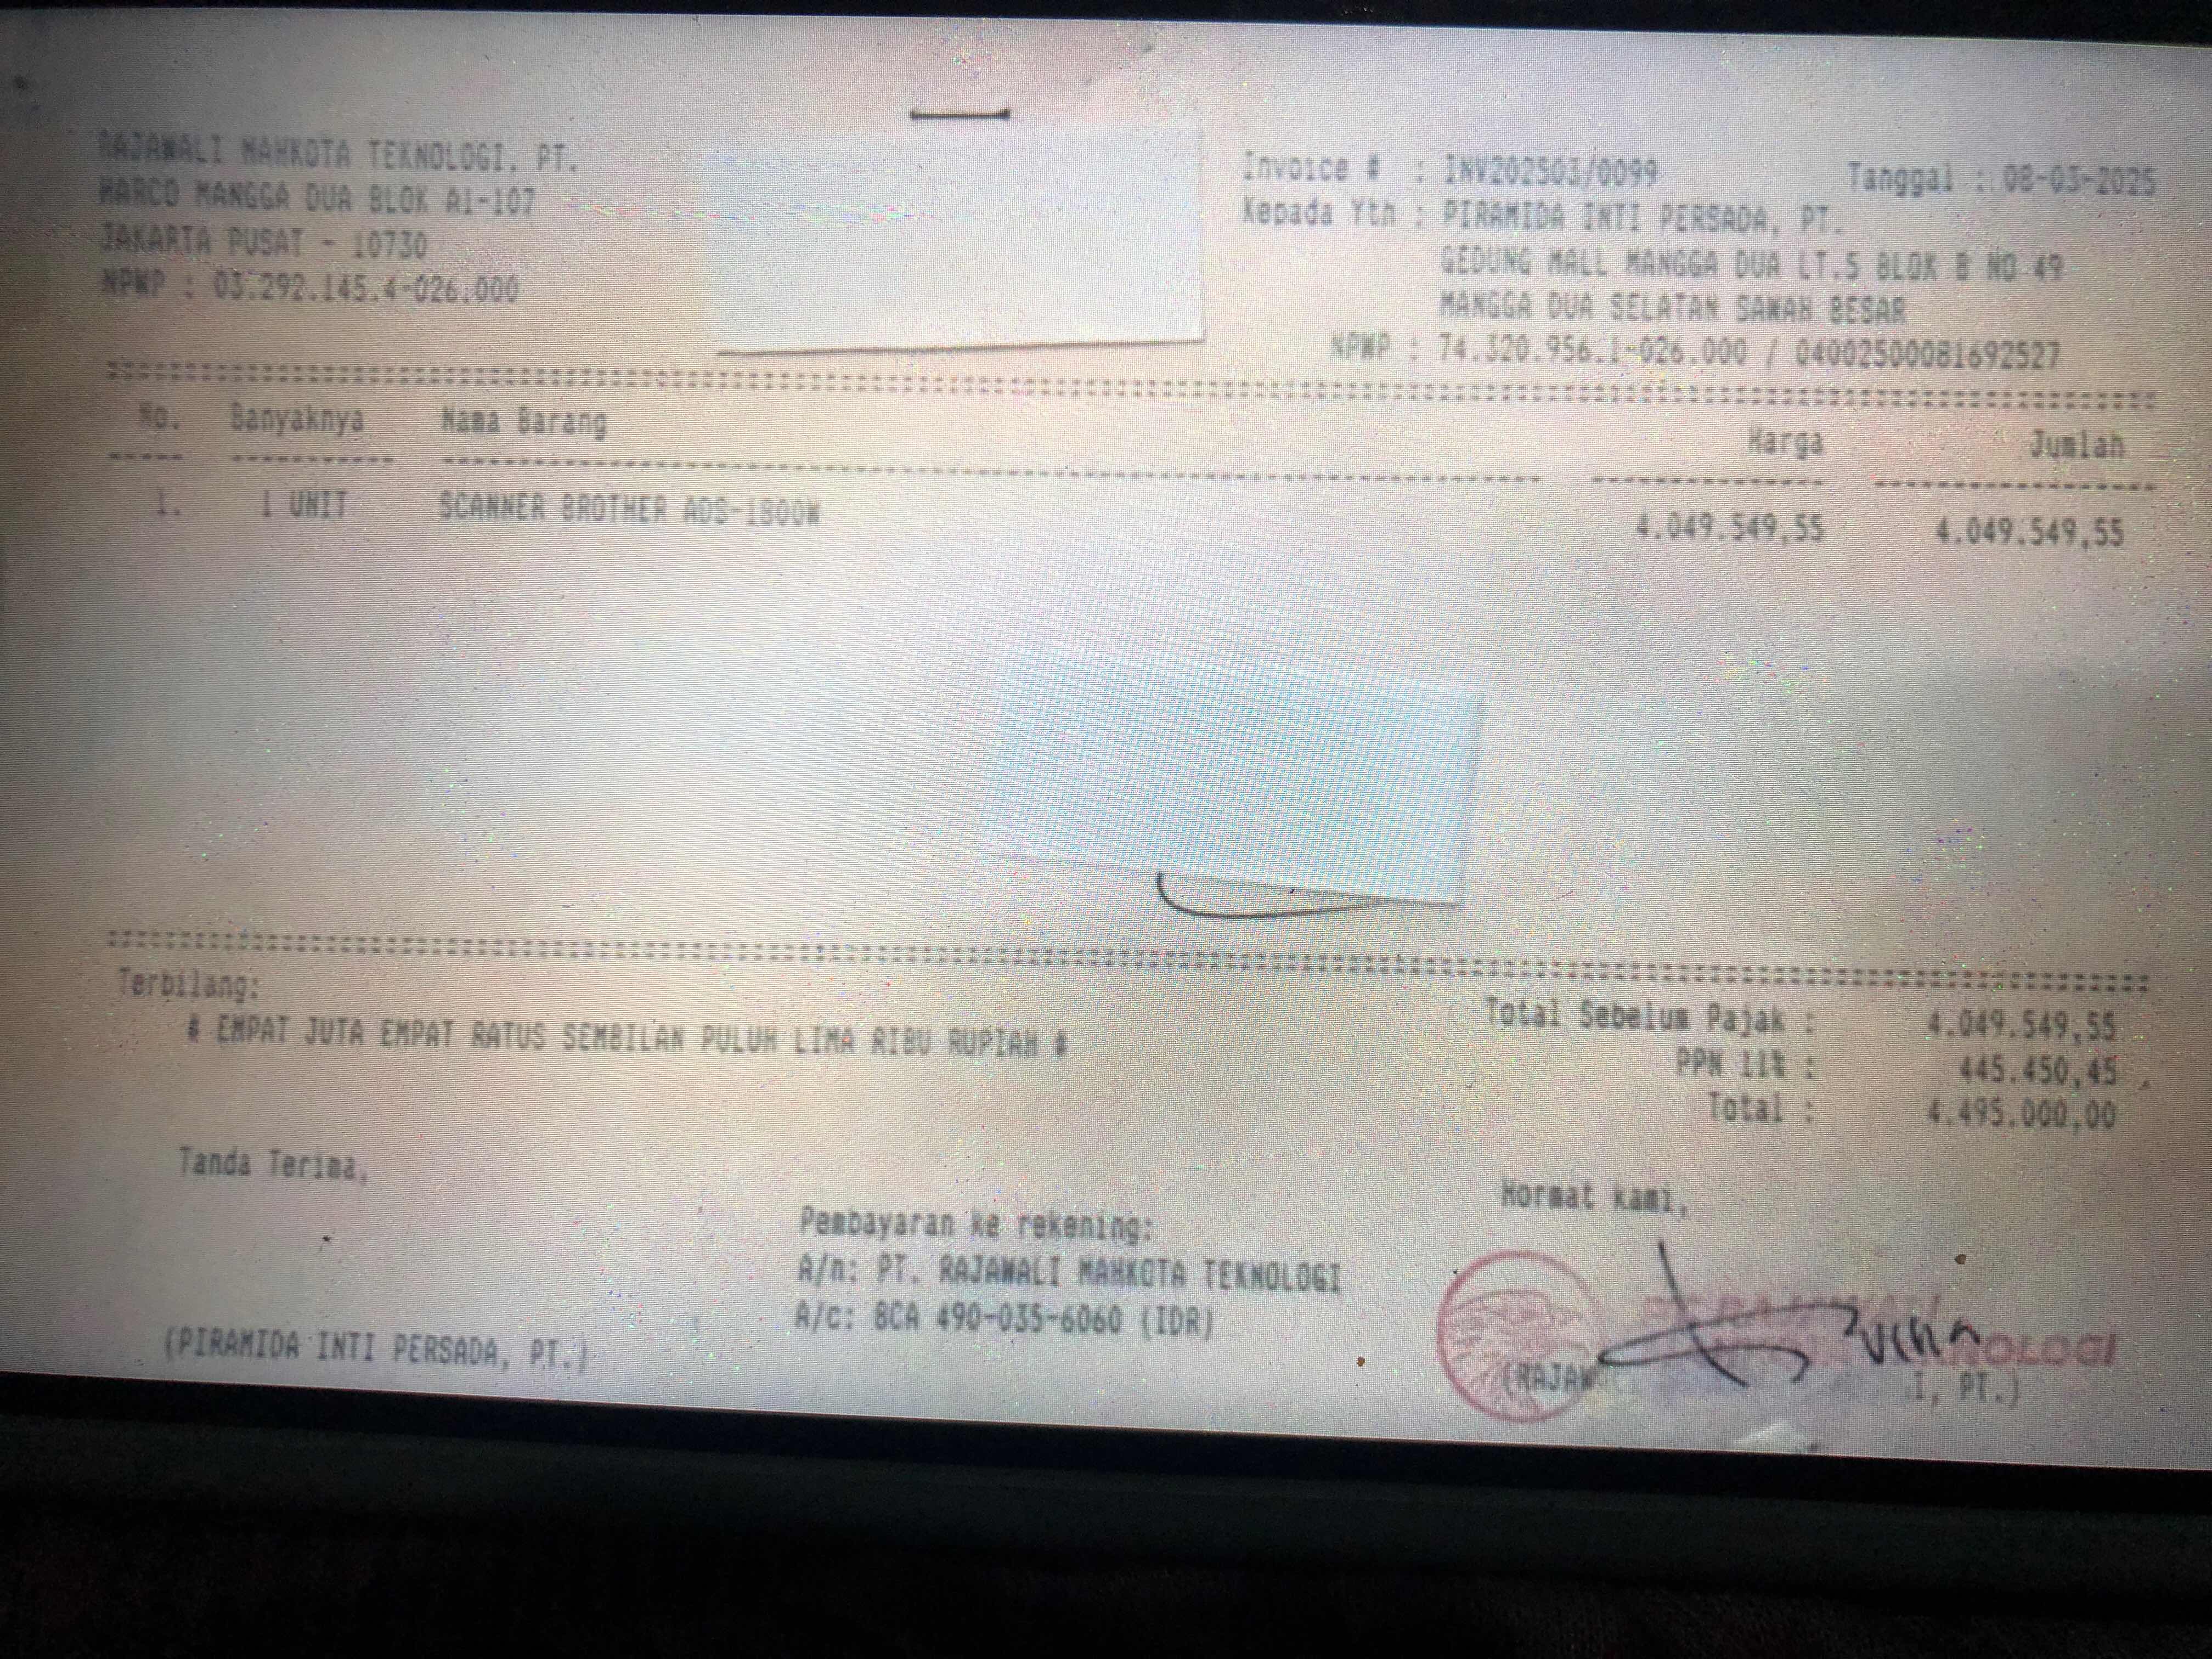 RAJAWALI MAHKOTA TEKNOLOGI, PT.
HARCO MANGGA DUA BLOK A1-107
JAKARTA PUSAT - 10730
NPWP : 03.292.145.4-026.000
Invoice # : INV202503/0099 Tanggal : 08-03-2025
Kepada Yth : PIRAMIDA INTI PERSADA, PT.
GEDUNG MALL MANGGA DUA LT.5 BLOK B NO 49
MANGGA DUA SELATAN SAWAH BESAR
NPWP : 74.320.956.1-026.000 / 04002500081692527
No. Banyaknya Nama Barang Harga Jumlah
1. 1 UNIT SCANNER BROTHER ADS-1800W 4.049.549,55 4.049.549,55
Terbilang:
# EMPAT JUTA EMPAT RATUS SEMBILAN PULUH LIMA RIBU RUPIAH #
Total Sebelum Pajak : 4.049.549,55
PPN 11% : 445.450,45
Total : 4.495.000,00
Tanda Terima,
(PIRAMIDA INTI PERSADA, PT.)
Pembayaran ke rekening:
A/n: PT. RAJAWALI MAHKOTA TEKNOLOGI
A/c: BCA 490-035-6060 (IDR)
Hormat kami,
(RAJAW I, PT.)